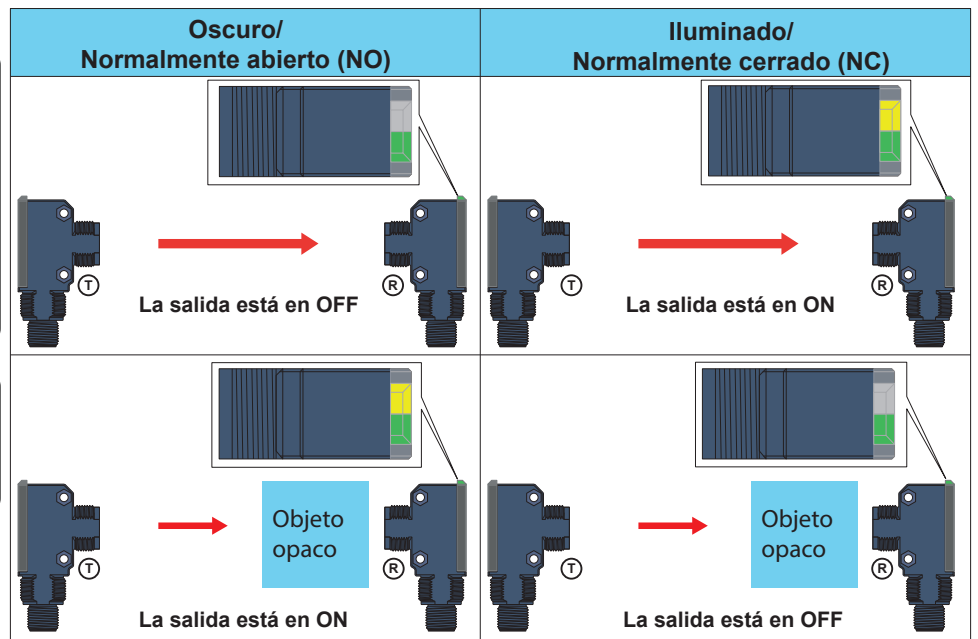 Oscuro/
Normalmente abierto (NO)
Iluminado/
Normalmente cerrado (NC)
T
R
La salida está en OFF
T
R
La salida está en ON
Objeto
opaco
T
R
La salida está en ON
Objeto
opaco
T
R
La salida está en OFF